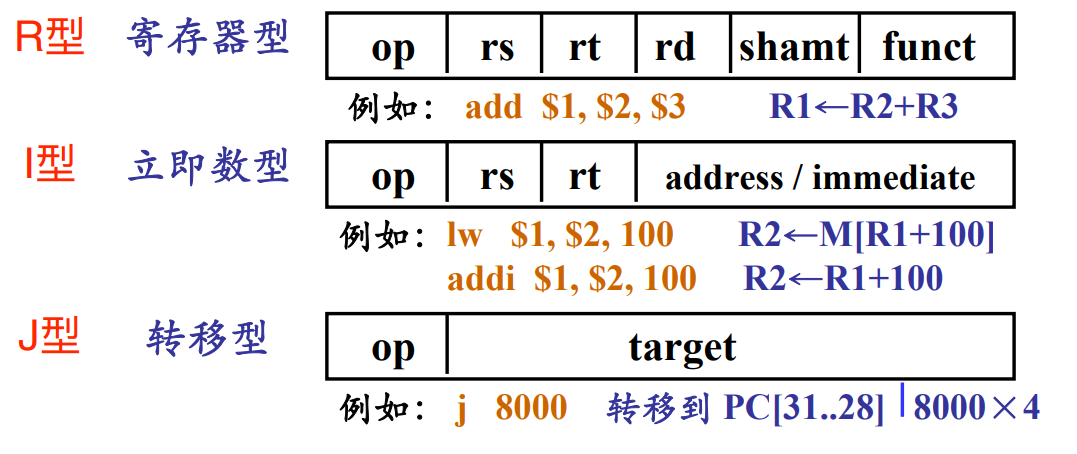 R型 寄存器型 op rs rt rd shamt funct
例如： add $1, $2, $3 R1←R2+R3
I型 立即数型 op rs rt address / immediate
例如： lw $1, $2, 100 R2←M[R1+100]
addi $1, $2, 100 R2←R1+100
J型 转移型 op target
例如： j 8000 转移到 PC[31..28] | 8000×4